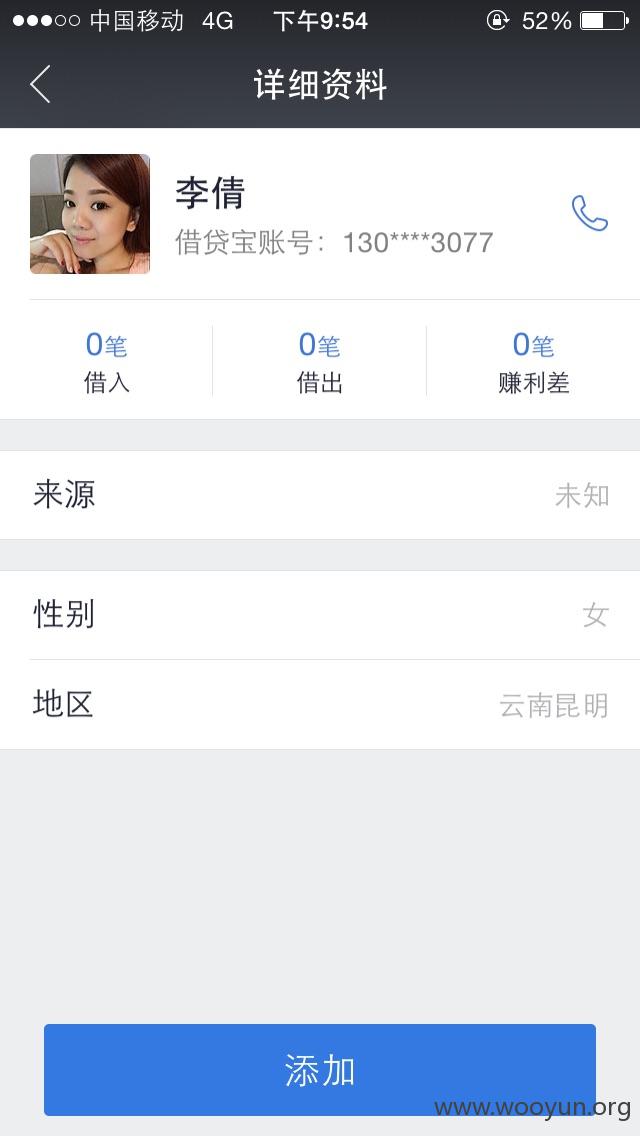 中国移动 4G 下午9:54 52%
详细资料
李倩
借贷宝账号：130****3077
0笔 0笔 0笔
借入 借出 赚利差
来源 未知
性别 女
地区 云南昆明
添加
www.wooyun.org